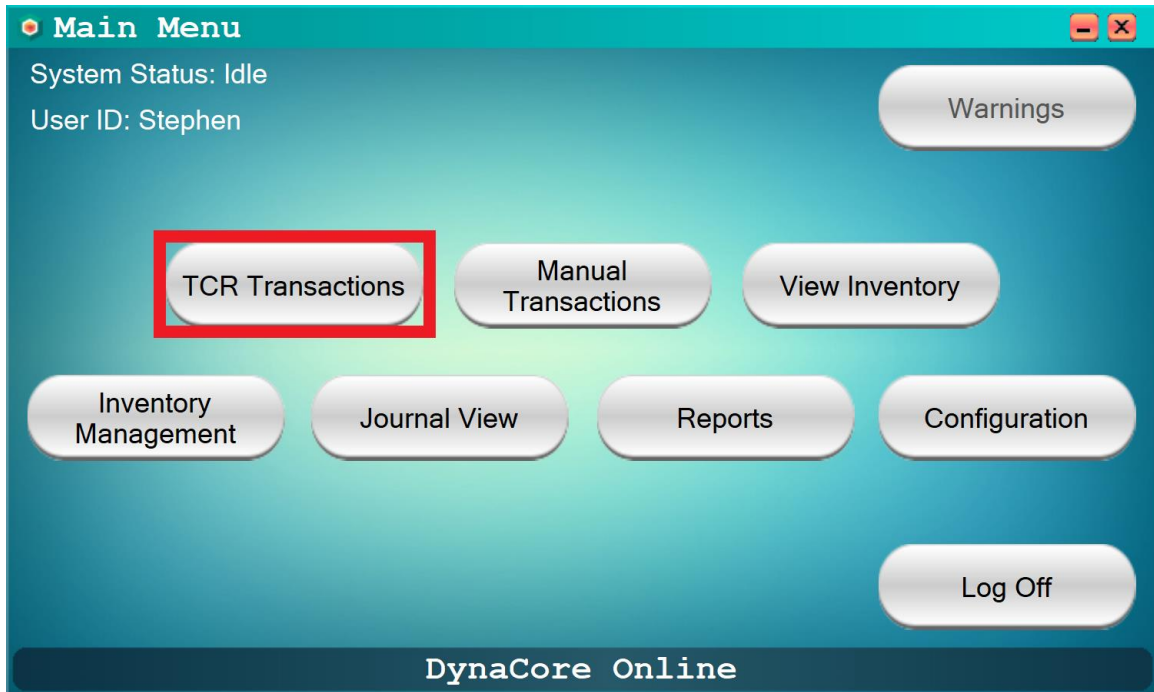 Main Menu
System Status: Idle
User ID: Stephen
Warnings
TCR Transactions
Manual
Transactions
View Inventory
Inventory
Management
Journal View
Reports
Configuration
Log Off
DynaCore Online